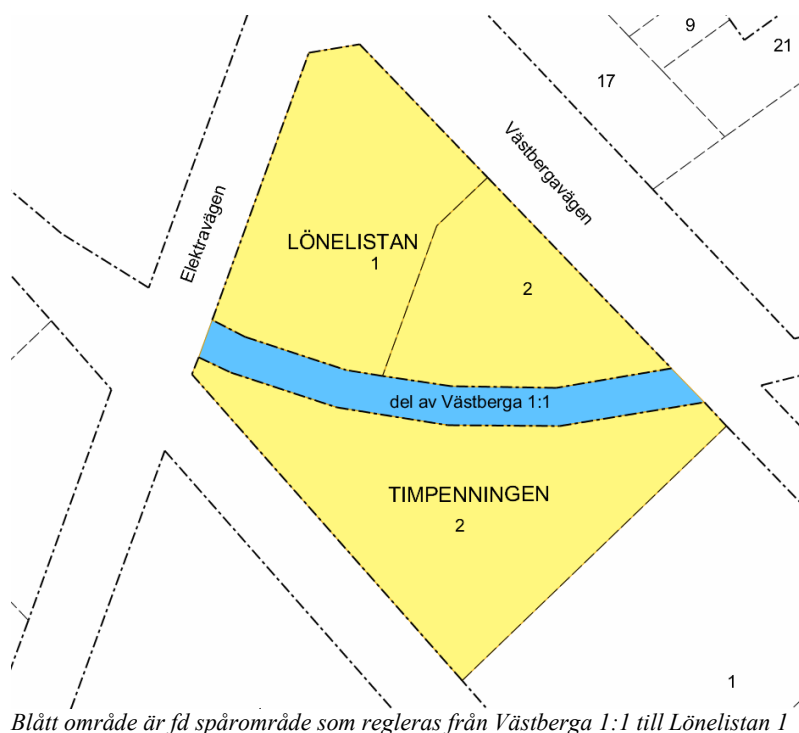 9
21
17
Västbergavägen
Elektravägen
LÖNELISTAN
1
2
del av Västberga 1:1
TIMPENNINGEN
2
1
Blått område är fd spårområde som regleras från Västberga 1:1 till Lönelistan 1